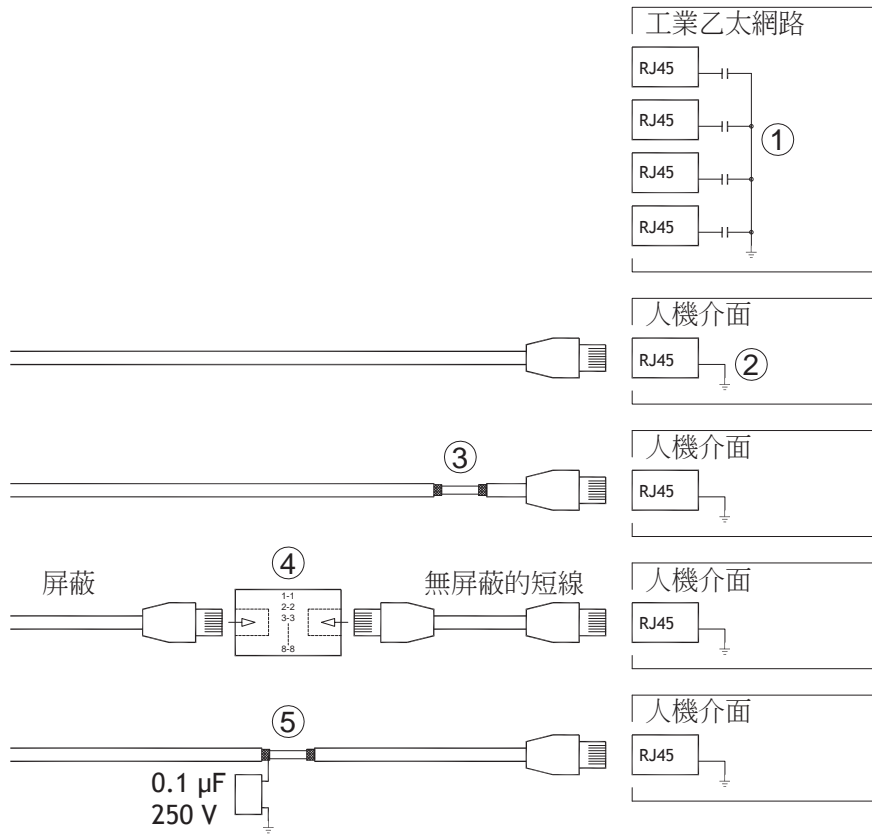 工業乙太網路
RJ45
RJ45
①
RJ45
RJ45
人機介面
RJ45
②
人機介面
③
RJ45
人機介面
④
屏蔽
無屏蔽的短線
1-1
2-2
3-3
8-8
RJ45
人機介面
⑤
RJ45
0.1 µF
250 V